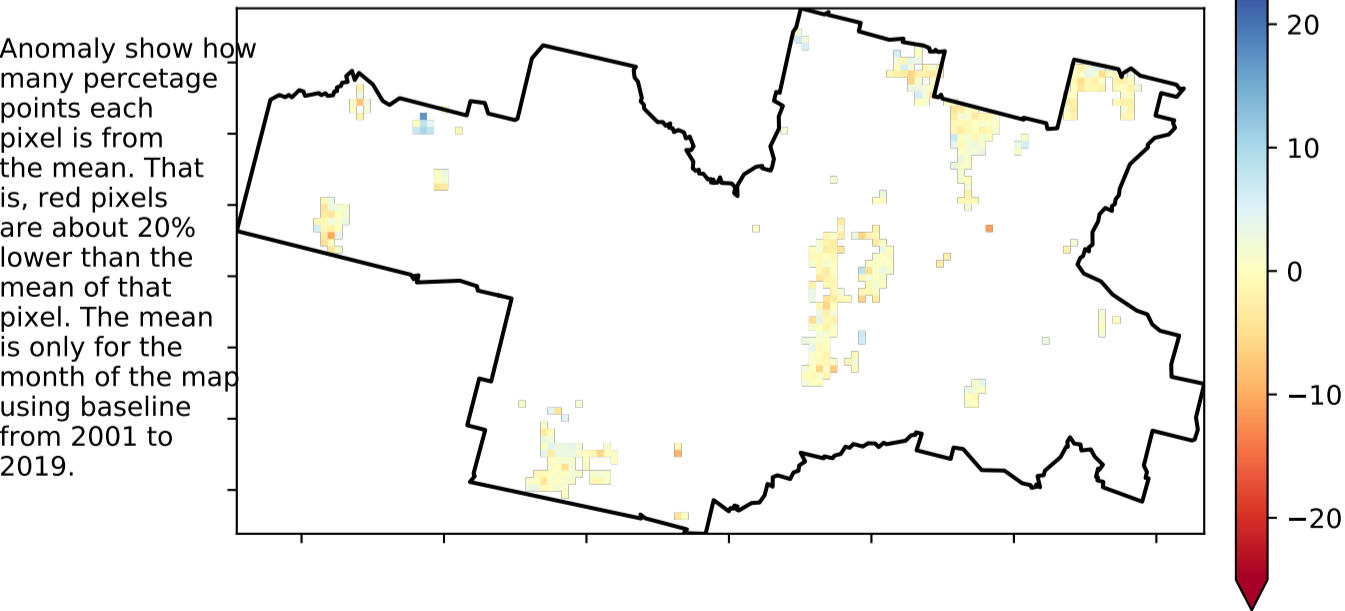 Anomaly show how
many percetage
points each
pixel is from
the mean. That
is, red pixels
are about 20%
lower than the
mean of that
pixel. The mean
is only for the
month of the map
using baseline
from 2001 to
2019.
20
10
0
−10
−20